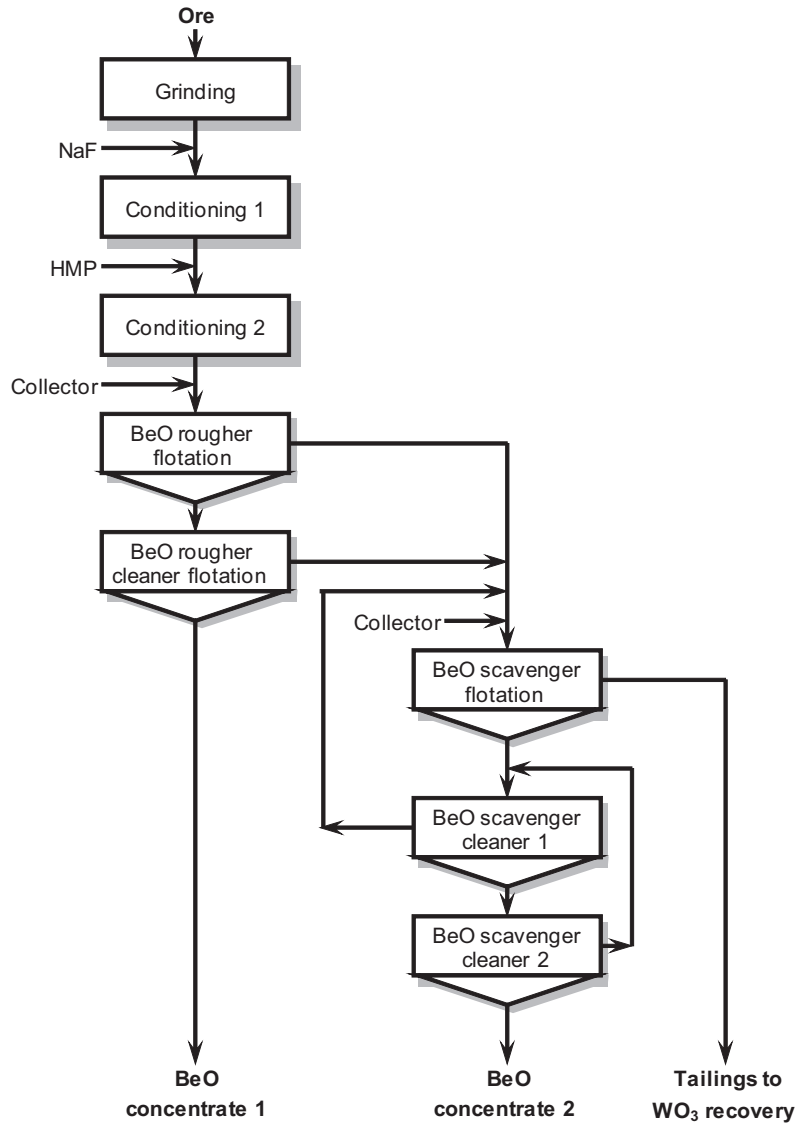 Ore
Grinding
NaF
Conditioning 1
HMP
Conditioning 2
Collector
BeO rougher
flotation
BeO rougher
cleaner flotation
Collector
BeO scavenger
flotation
BeO scavenger
cleaner 1
BeO scavenger
cleaner 2
BeO
concentrate 1
BeO
concentrate 2
Tailings to
WO₃ recovery